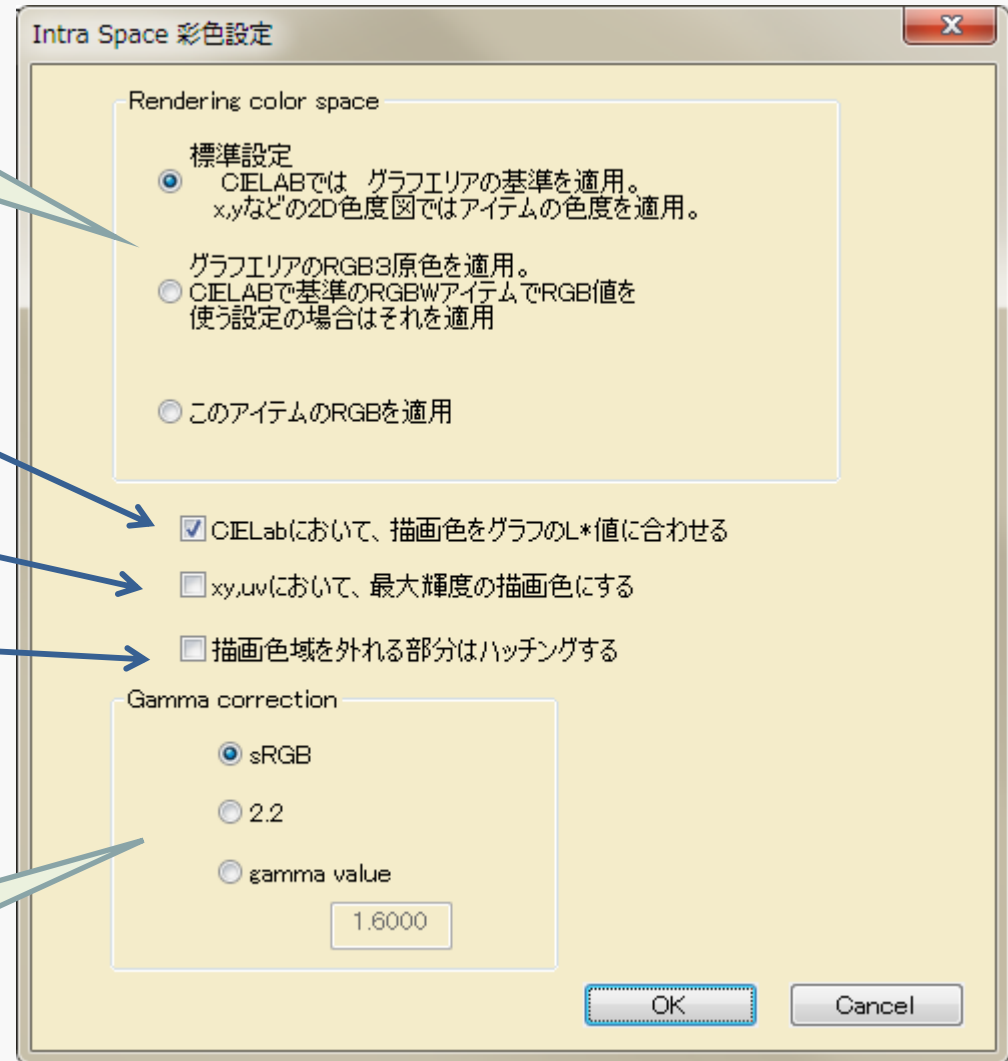 Intra Space 彩色設定
Rendering color space
標準設定
CIELABでは グラフエリアの基準を適用。
x,yなどの2D色度図ではアイテムの色度を適用。
グラフエリアのRGB3原色を適用。
CIELABで基準のRGBWアイテムでRGB値を
使う設定の場合はそれを適用
このアイテムのRGBを適用
CIELabにおいて、描画色をグラフのL*値に合わせる
xy,uvにおいて、最大輝度の描画色にする
描画色域を外れる部分はハッチングする
Gamma correction
sRGB
2.2
gamma value
1.6000
OK
Cancel